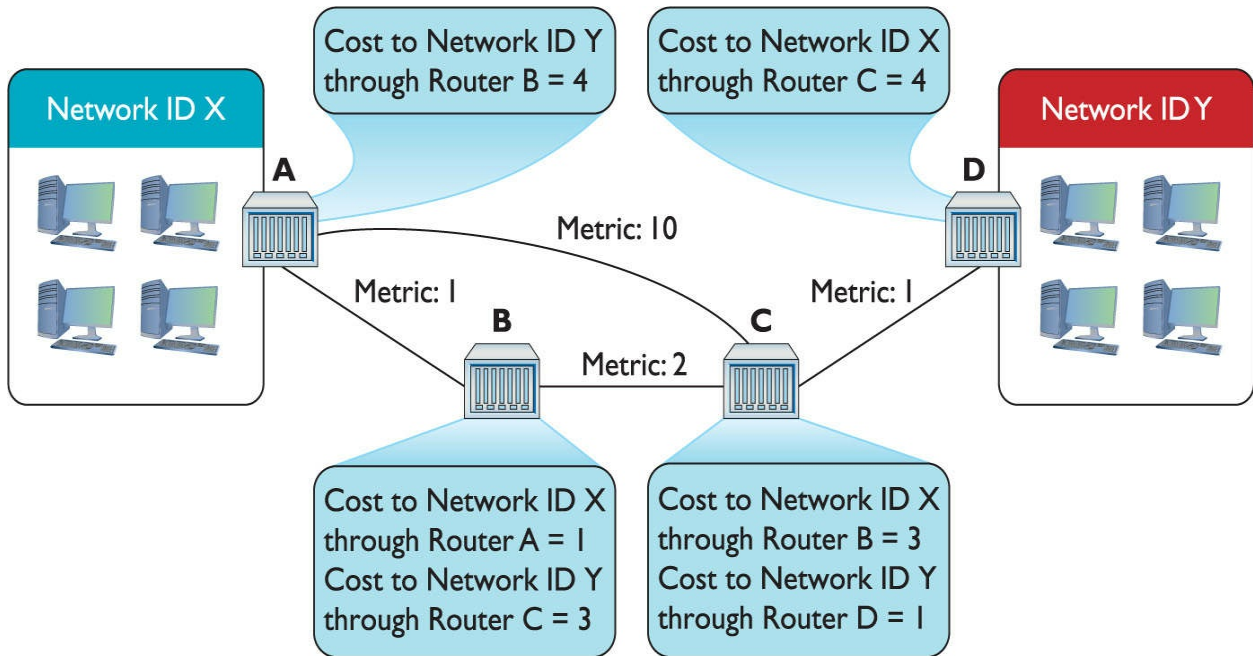 Cost to Network ID Y
through Router B = 4
Cost to Network ID X
through Router C = 4
Network ID X
Network ID Y
A
D
Metric: 10
Metric: 1
Metric: 1
B
C
Metric: 2
Cost to Network ID X
through Router A = 1
Cost to Network ID Y
through Router C = 3
Cost to Network ID X
through Router B = 3
Cost to Network ID Y
through Router D = 1